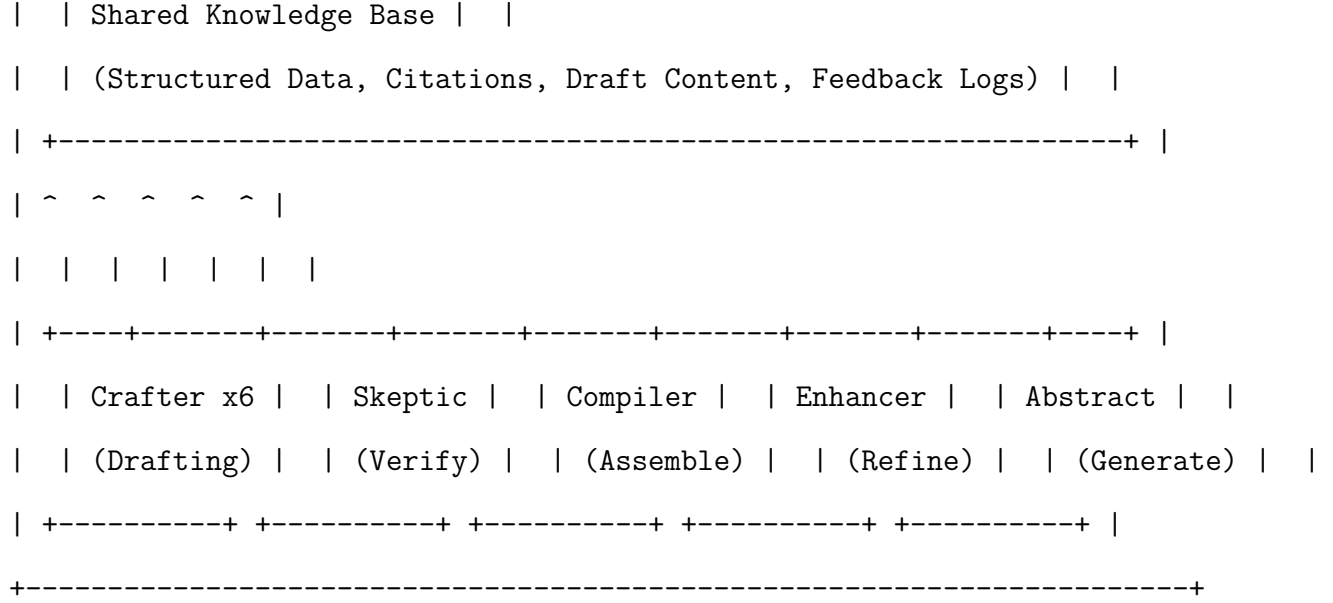 | | Shared Knowledge Base | |
| | (Structured Data, Citations, Draft Content, Feedback Logs) | |
| +-----------------------------------------------------------------+ |
| ^ ^ ^ ^ ^ |
| | | | | | |
| +----+-------+-------+-------+-------+-------+-------+-------+----+ |
| | Crafter x6 | | Skeptic | | Compiler | | Enhancer | | Abstract | |
| | (Drafting) | | (Verify) | | (Assemble) | | (Refine) | | (Generate) | |
| +----------+ +----------+ +----------+ +----------+ +----------+ |
+-----------------------------------------------------------------------+